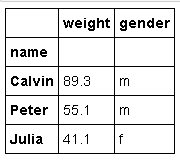 weight gender
name
Calvin 89.3 m
Peter 55.1 m
Julia 41.1 f